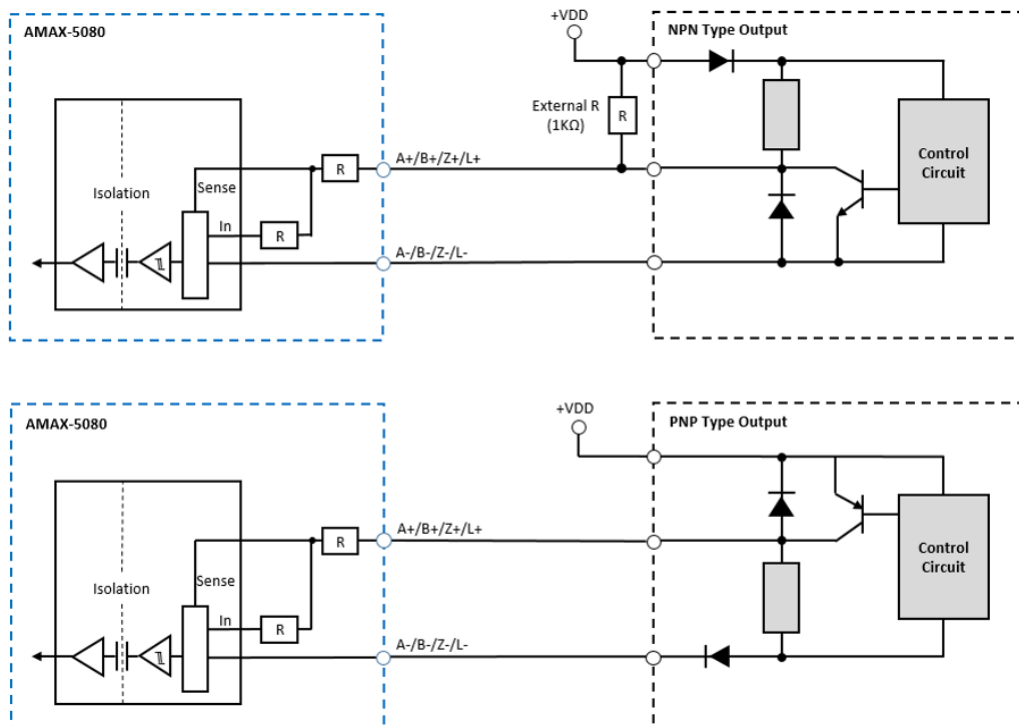 AMAX-5080
+VDD
NPN Type Output
External R
(1KΩ)
R
Control
Circuit
A+/B+/Z+/L+
R
Isolation
Sense
In
R
A-/B-/Z-/L-
AMAX-5080
+VDD
PNP Type Output
A+/B+/Z+/L+
R
Control
Circuit
Isolation
Sense
In
R
A-/B-/Z-/L-